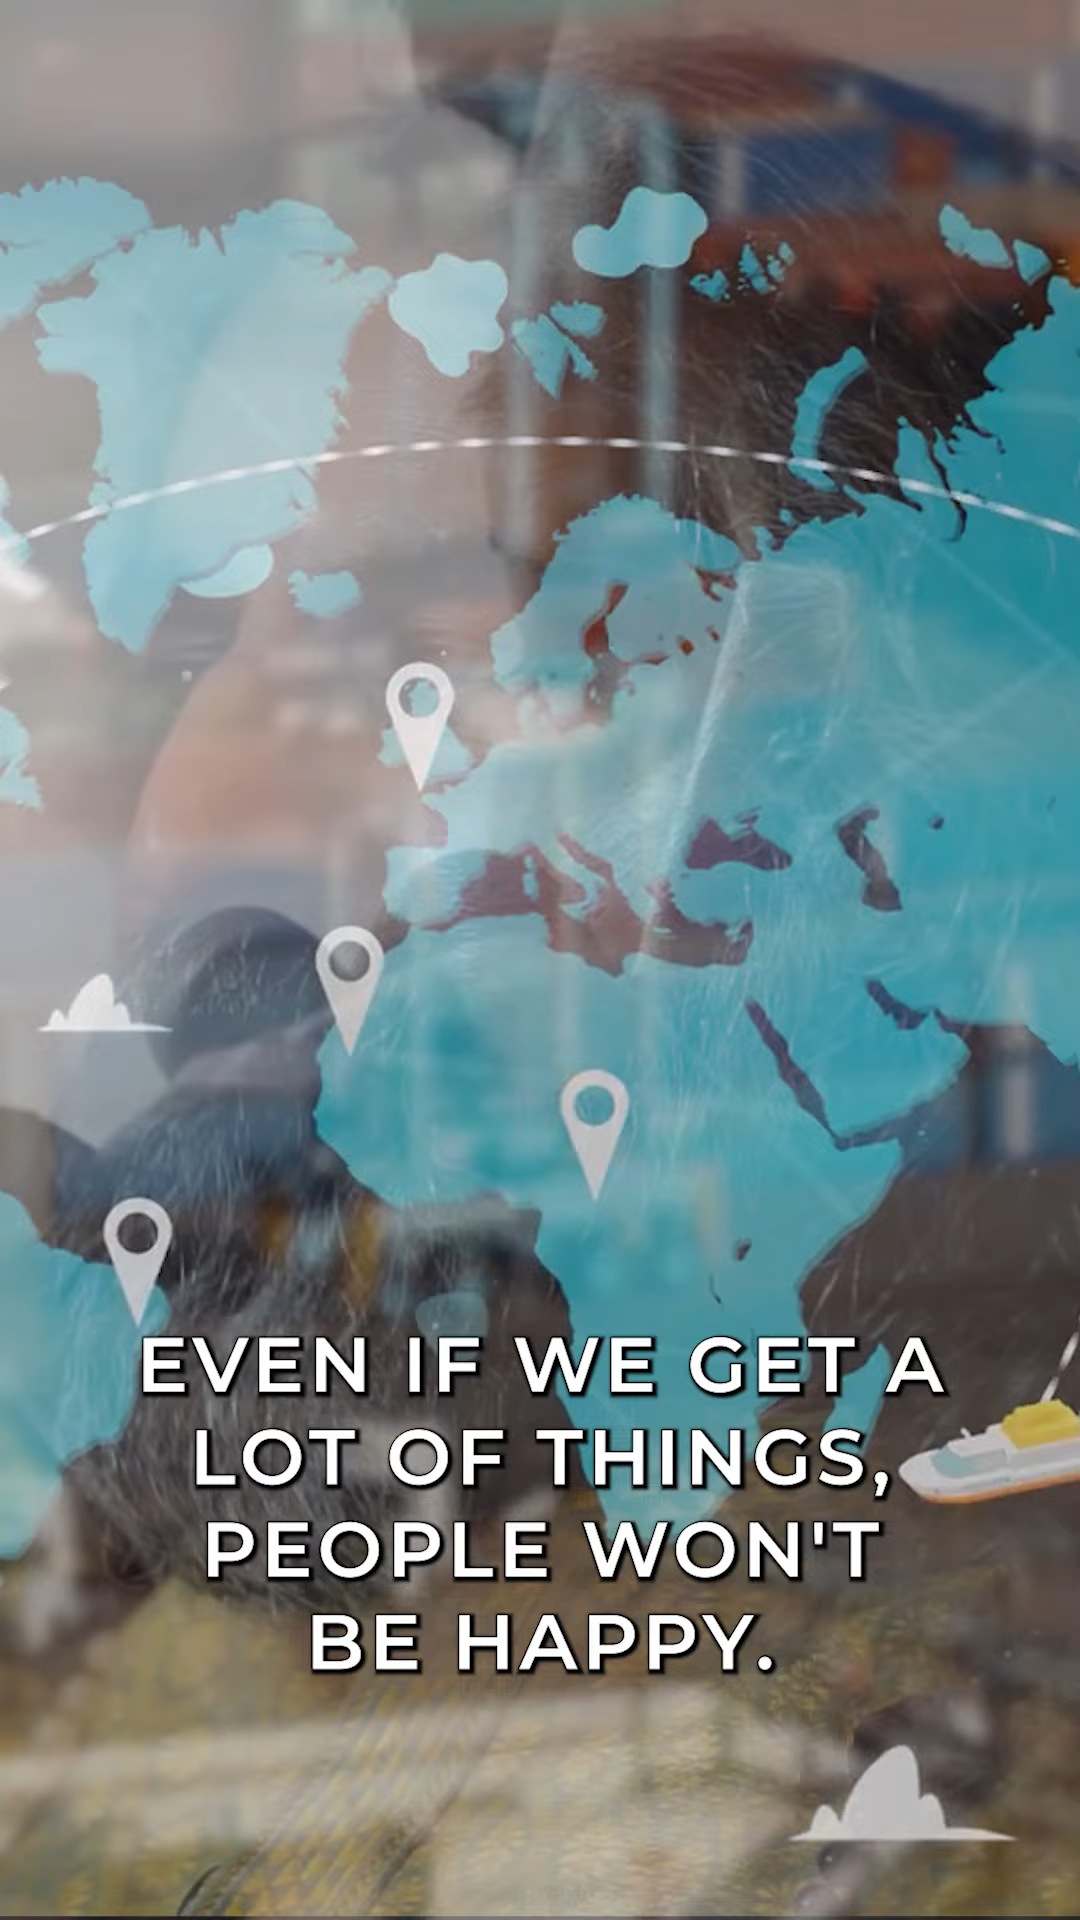 EVEN IF WE GET A
LOT OF THINGS,
PEOPLE WON'T
BE HAPPY.